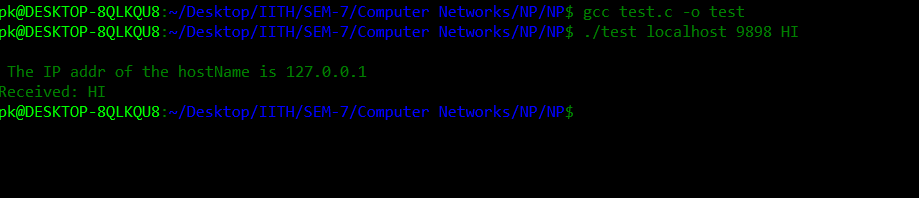 pk@DESKTOP-8QLKQU8:~/Desktop/IITH/SEM-7/Computer Networks/NP/NP$ gcc test.c -o test
pk@DESKTOP-8QLKQU8:~/Desktop/IITH/SEM-7/Computer Networks/NP/NP$ ./test localhost 9898 HI
The IP addr of the hostName is 127.0.0.1
Received: HI
pk@DESKTOP-8QLKQU8:~/Desktop/IITH/SEM-7/Computer Networks/NP/NP$